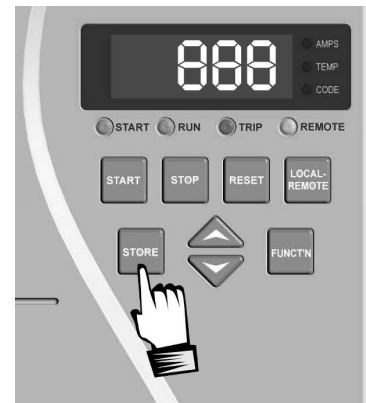 888
AMPS
TEMP
CODE
START RUN TRIP REMOTE
START STOP RESET LOCAL-
REMOTE
STORE FUNCT'N